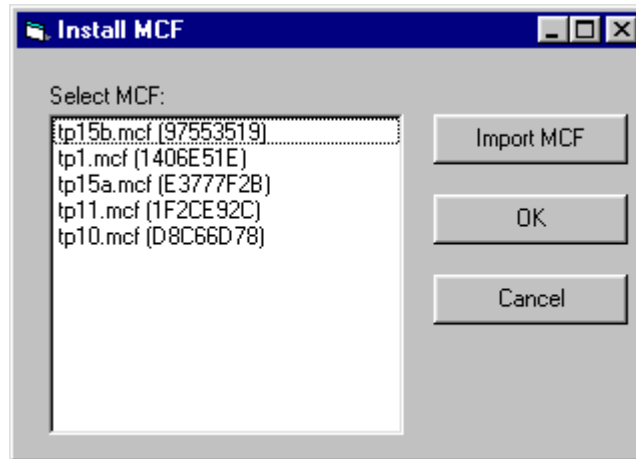 Install MCF
Select MCF:
tp15b.mcf (97553519)
tp1.mcf (1406E51E)
tp15a.mcf (E3777F2B)
tp11.mcf (1F2CE92C)
tp10.mcf (D8C66D78)
Import MCF
OK
Cancel